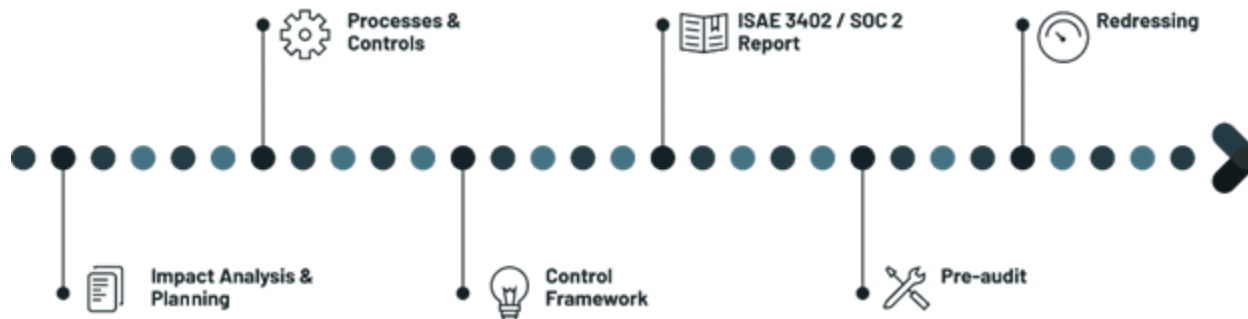 Processes &
Controls
ISAE 3402 / SOC 2
Report
Redressing
Impact Analysis &
Planning
Control
Framework
Pre-audit